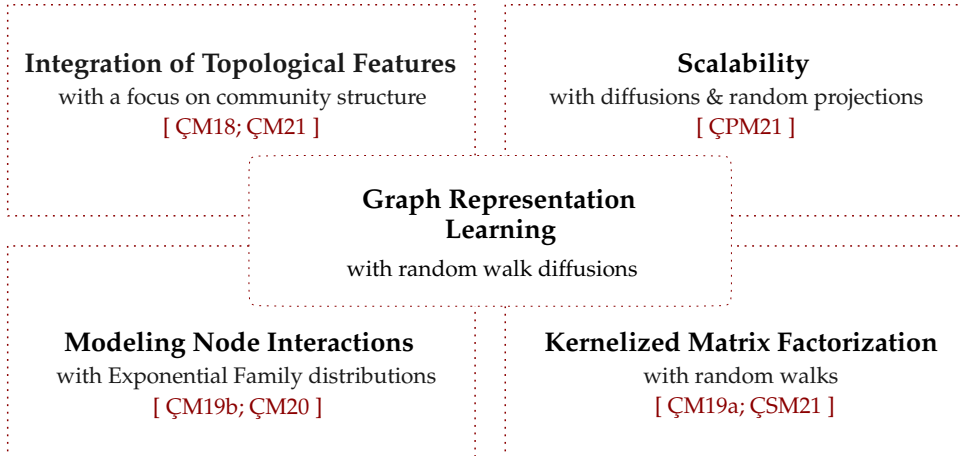 Integration of Topological Features
with a focus on community structure
[ ÇM18; ÇM21 ]
Scalability
with diffusions & random projections
[ ÇPM21 ]
Graph Representation
Learning
with random walk diffusions
Modeling Node Interactions
with Exponential Family distributions
[ ÇM19b; ÇM20 ]
Kernelized Matrix Factorization
with random walks
[ ÇM19a; ÇSM21 ]